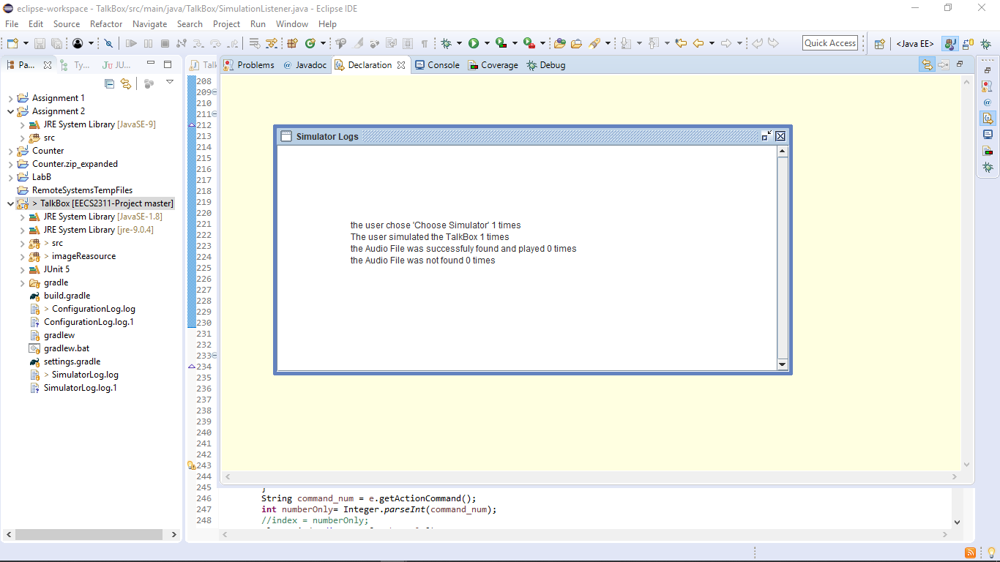 eclipse-workspace - TalkBox/src/main/java/TalkBox/SimulationListener.java - Eclipse IDE
File Edit Source Refactor Navigate Search Project Run Window Help
Quick Access
<Java EE>
Pa...
Ty...
JU...
Talk
Problems
@ Javadoc
Declaration
Console
Coverage
Debug
Assignment 1
Assignment 2
JRE System Library [JavaSE-9]
src
Counter
Counter.zip_expanded
LabB
RemoteSystemsTempFiles
> TalkBox [EECS2311-Project master]
JRE System Library [JavaSE-1.8]
JRE System Library [jre-9.0.4]
> src
> imageReasource
JUnit 5
gradle
build.gradle
> ConfigurationLog.log
ConfigurationLog.log.1
gradlew
gradlew.bat
settings.gradle
> SimulatorLog.log
SimulatorLog.log.1
208
209
210
211
212
213
214
215
216
217
218
219
220
221
222
223
224
225
226
227
228
229
230
231
232
233
234
235
236
237
238
239
240
241
242
243
244
Simulator Logs
the user chose 'Choose Simulator' 1 times
The user simulated the TalkBox 1 times
the Audio File was successfuly found and played 0 times
the Audio File was not found 0 times
245 }
246 String command_num = e.getActionCommand();
247 int numberOnly= Integer.parseInt(command_num);
248 //index = numberOnly;